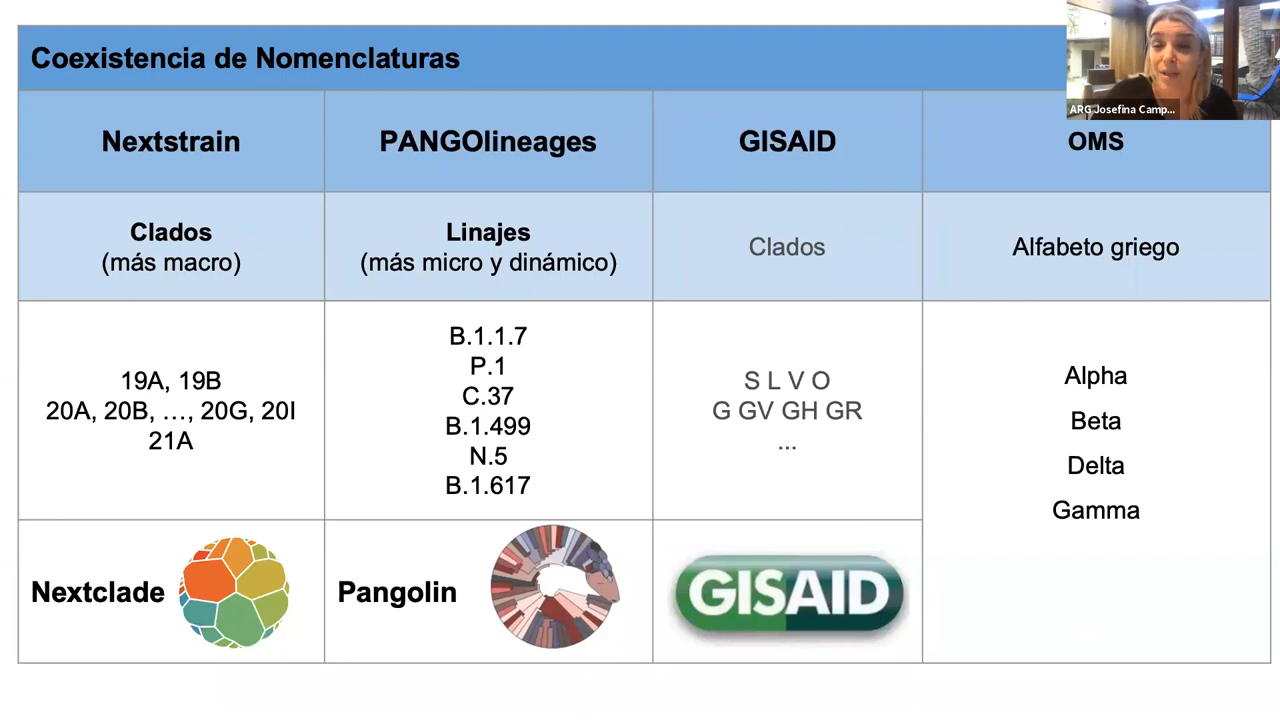 Coexistencia de Nomenclaturas
ARG Josefina Camp...
Nextstrain
PANGOlineages
GISAID
OMS
Clados
(más macro)
Linajes
(más micro y dinámico)
Clados
Alfabeto griego
19A, 19B
20A, 20B, …, 20G, 20I
21A
B.1.1.7
P.1
C.37
B.1.499
N.5
B.1.617
S L V O
G GV GH GR
...
Alpha
Beta
Delta
Gamma
Nextclade
Pangolin
GISAID